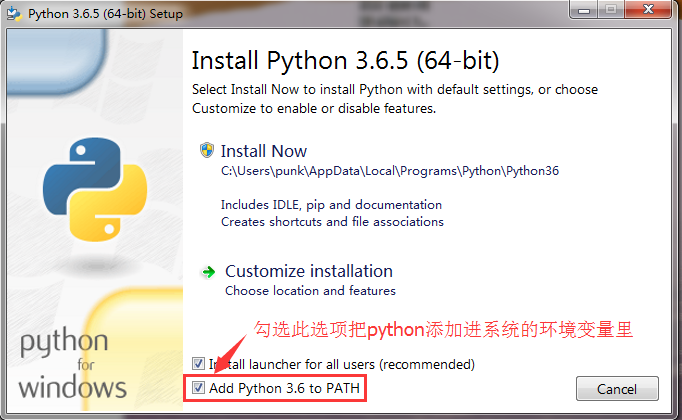 Python 3.6.5 (64-bit) Setup
Install Python 3.6.5 (64-bit)
Select Install Now to install Python with default settings, or choose
Customize to enable or disable features.
Install Now
C:\Users\punk\AppData\Local\Programs\Python\Python36
Includes IDLE, pip and documentation
Creates shortcuts and file associations
Customize installation
Choose location and features
勾选此选项把python添加进系统的环境变量里
Install launcher for all users (recommended)
Add Python 3.6 to PATH
Cancel
python
for
windows